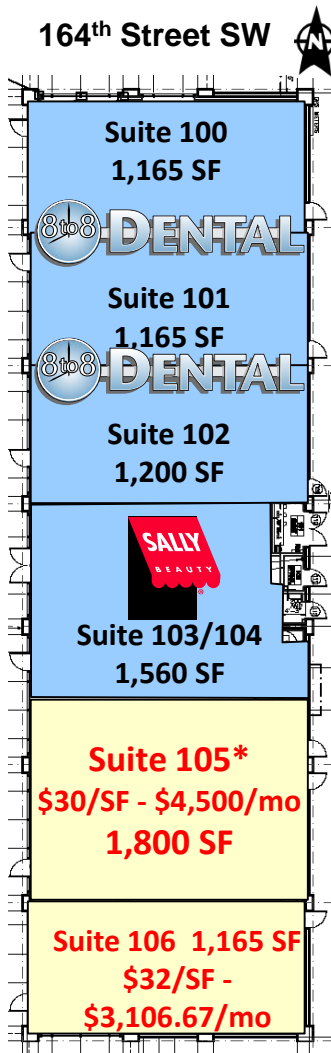 164th Street SW
N
Suite 100
1,165 SF
8to8 DENTAL
Suite 101
1,165 SF
8to8 DENTAL
Suite 102
1,200 SF
SALLY
BEAUTY
®
Suite 103/104
1,560 SF
Suite 105*
$30/SF - $4,500/mo
1,800 SF
Suite 106 1,165 SF
$32/SF -
$3,106.67/mo